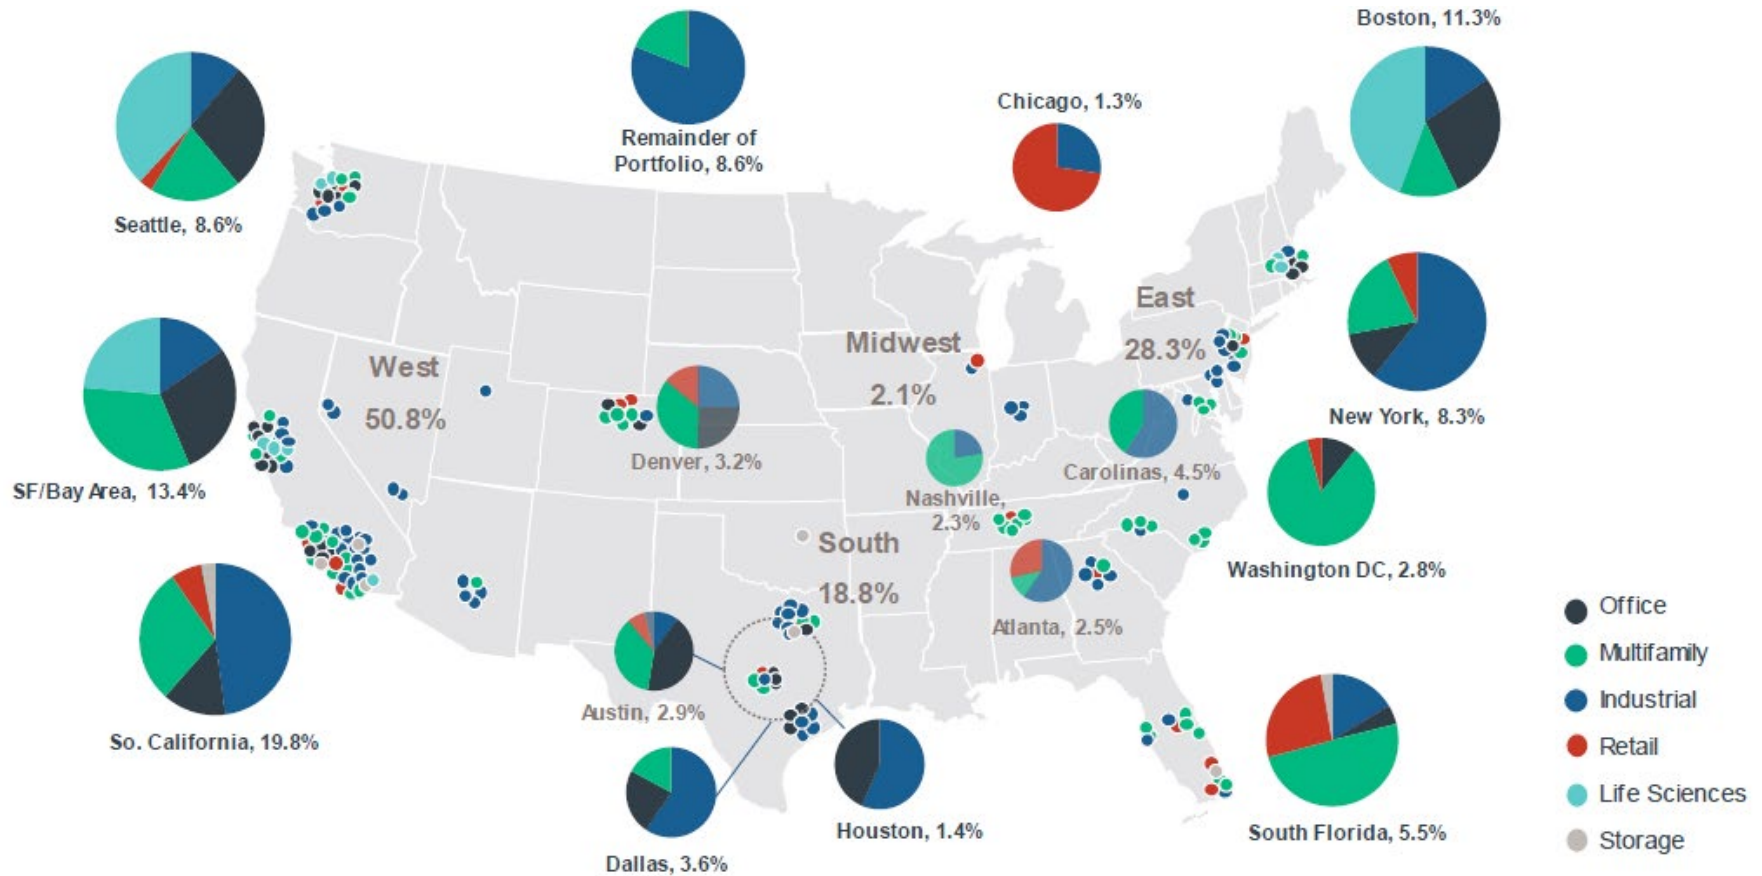 Boston, 11.3%
Chicago, 1.3%
Remainder of
Portfolio, 8.6%
Seattle, 8.6%
East
28.3%
Midwest
2.1%
West
50.8%
New York, 8.3%
Denver, 3.2%
Carolinas, 4.5%
SF/Bay Area, 13.4%
Nashville,
2.3%
South
18.8%
Washington DC, 2.8%
Atlanta, 2.5%
Austin, 2.9%
So. California, 19.8%
Houston, 1.4%
South Florida, 5.5%
Dallas, 3.6%
Office
Multifamily
Industrial
Retail
Life Sciences
Storage